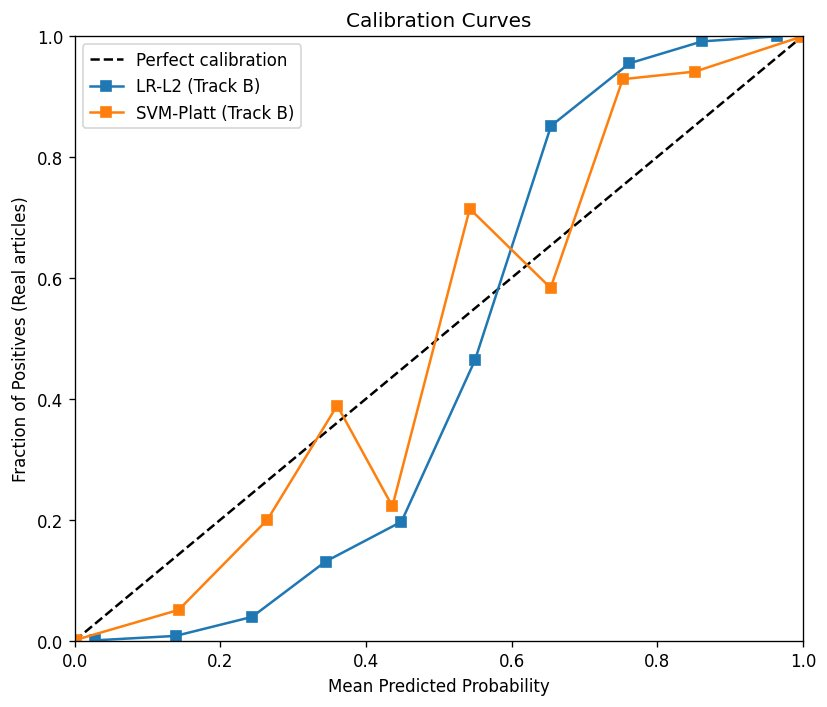 Calibration Curves
Perfect calibration
LR-L2 (Track B)
SVM-Platt (Track B)
Fraction of Positives (Real articles)
1.0
0.8
0.6
0.4
0.2
0.0
0.0 0.2 0.4 0.6 0.8 1.0
Mean Predicted Probability